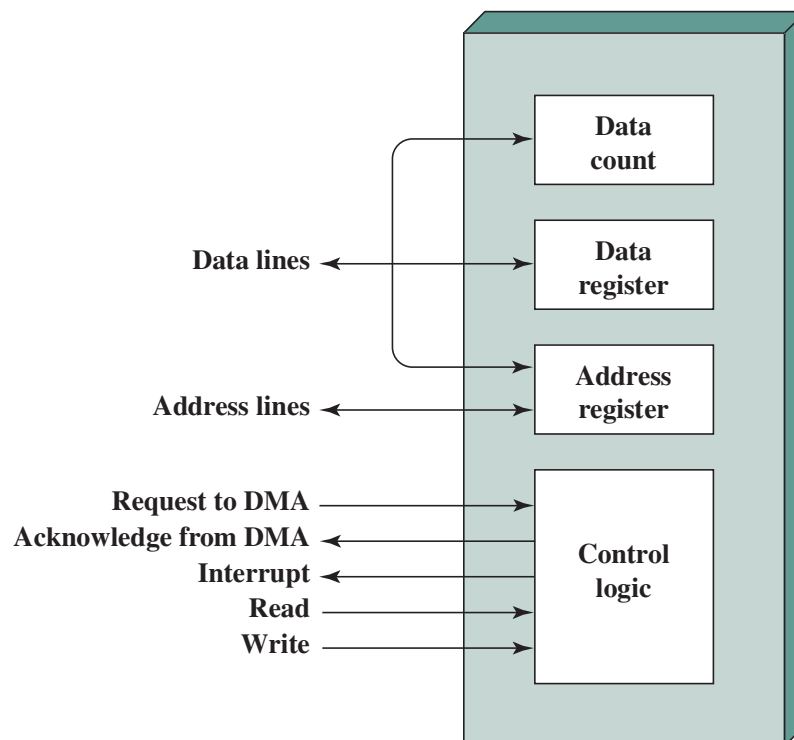 Data
count
Data lines
Data
register
Address
register
Address lines
Request to DMA
Acknowledge from DMA
Interrupt
Read
Write
Control
logic